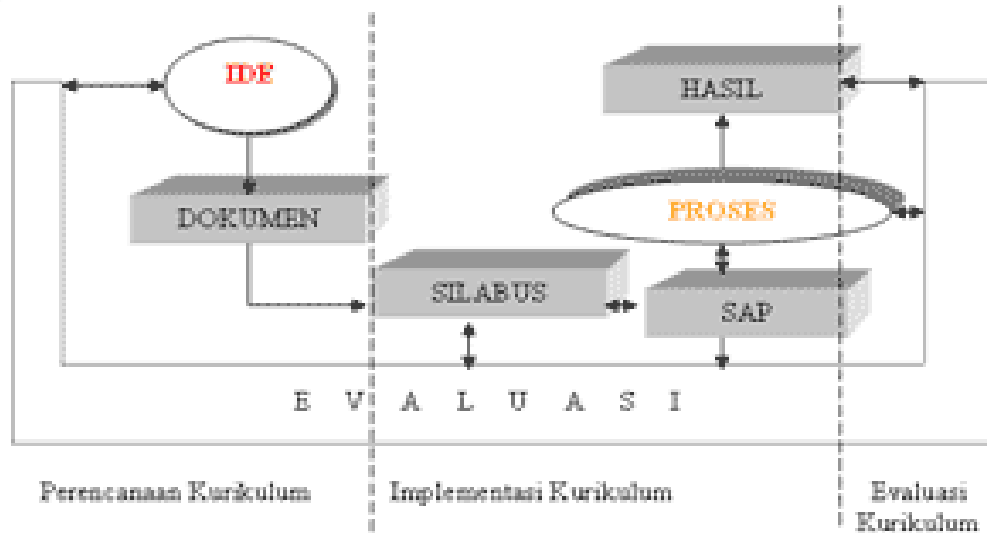 IDE
HASIL
DOKUMEN
PROSES
SILABUS
SAP
E V A L U A S I
Perencanaan Kurikulum
Implementasi Kurikulum
Evaluasi
Kurikulum